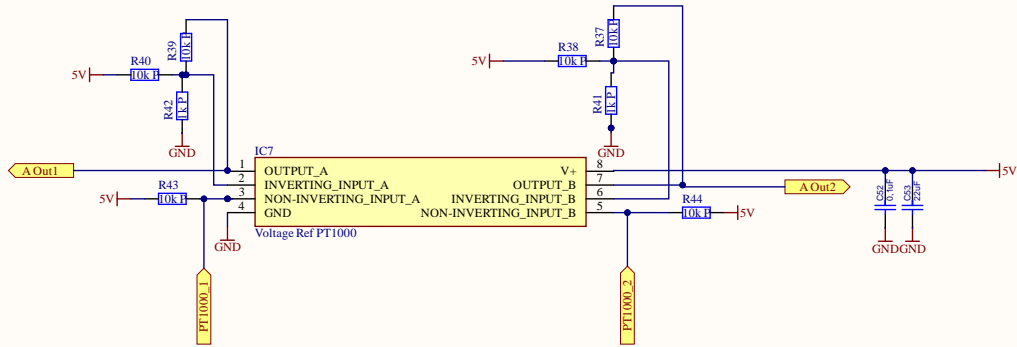 R39
10k P
R40
5V
10k P
R42
1k P
GND
R37
10k P
R38
5V
10k P
R41
1k P
GND
IC7
A Out1
1 OUTPUT_A
2 INVERTING_INPUT_A
3 NON-INVERTING_INPUT_A
4 GND
V+ 8
OUTPUT_B 7
INVERTING_INPUT_B 6
NON-INVERTING_INPUT_B 5
Voltage Ref PT1000
R43
5V
10k P
GND
PT1000_1
A Out2
R44
10k P
5V
PT1000_2
5V
C52
0,1uF
GND
C53
22uF
GND